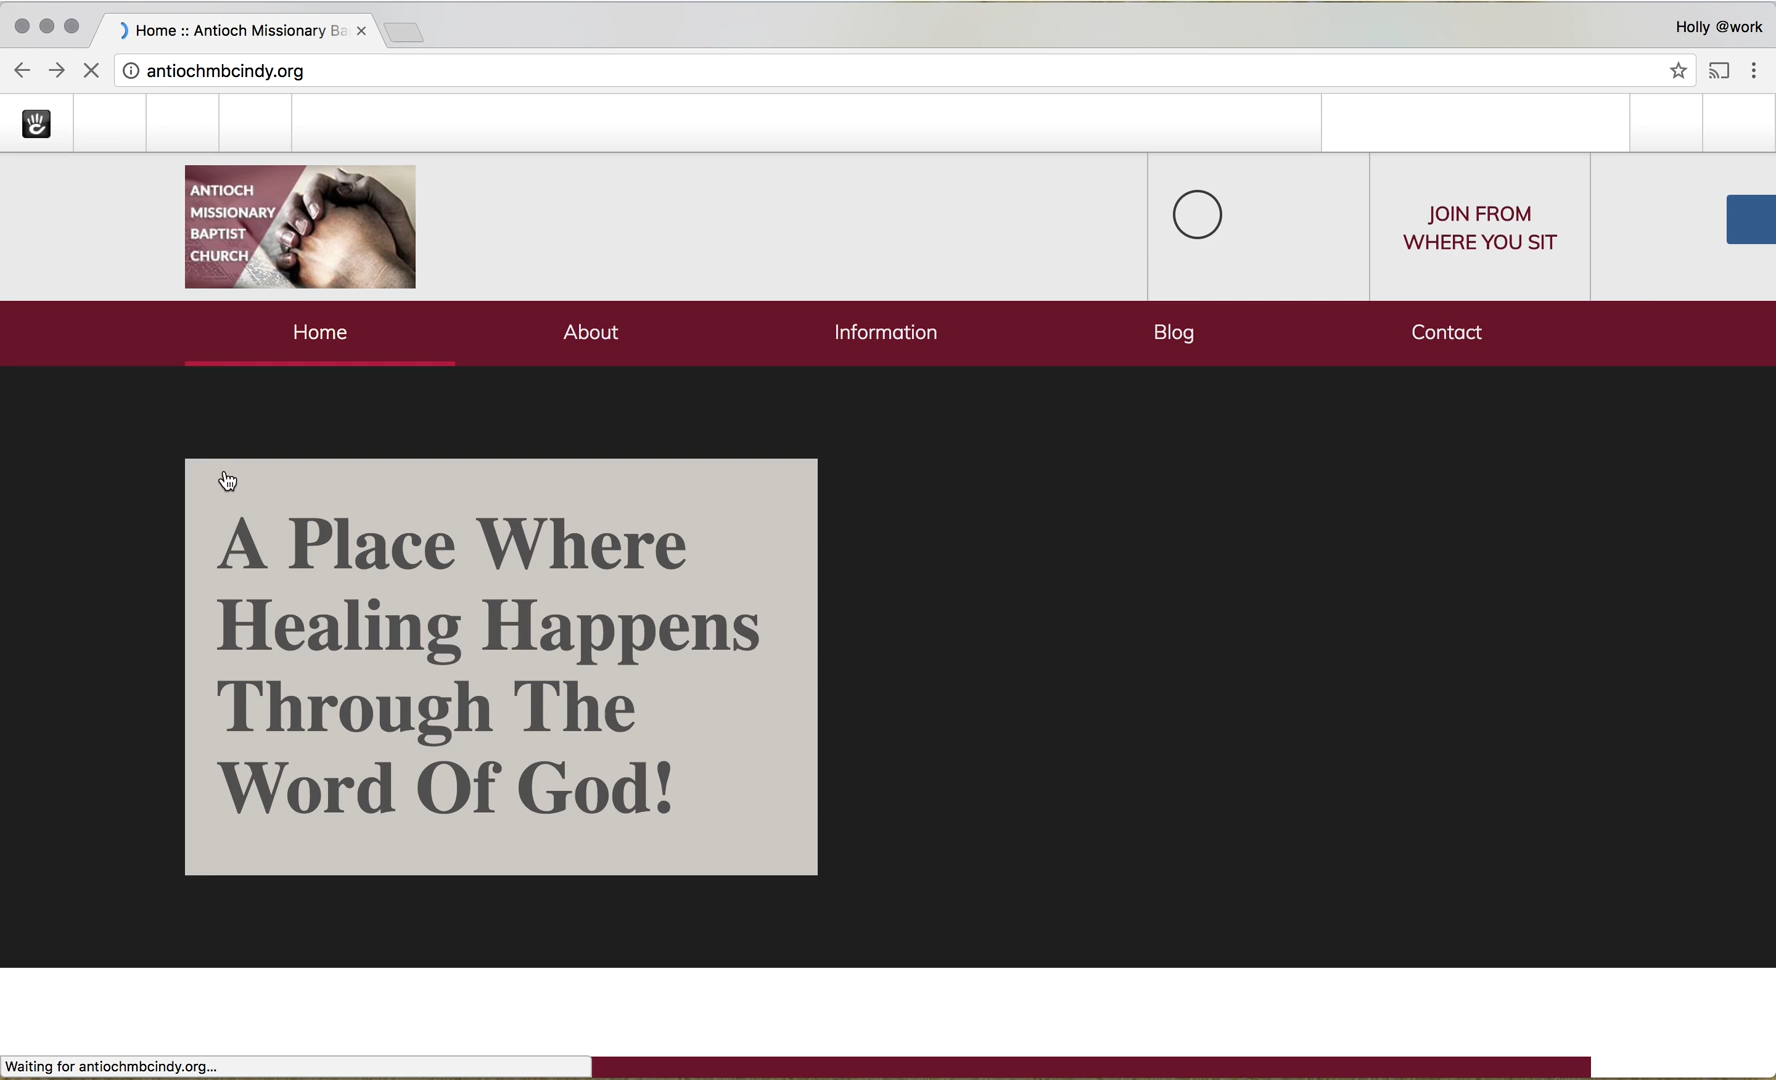 Home :: Antioch Missionary Ba
Holly @work
antiochmbcindy.org
ANTIOCH
MISSIONARY
BAPTIST
CHURCH
JOIN FROM
WHERE YOU SIT
Home
About
Information
Blog
Contact
A Place Where
Healing Happens
Through The
Word Of God!
Waiting for antiochmbcindy.org...